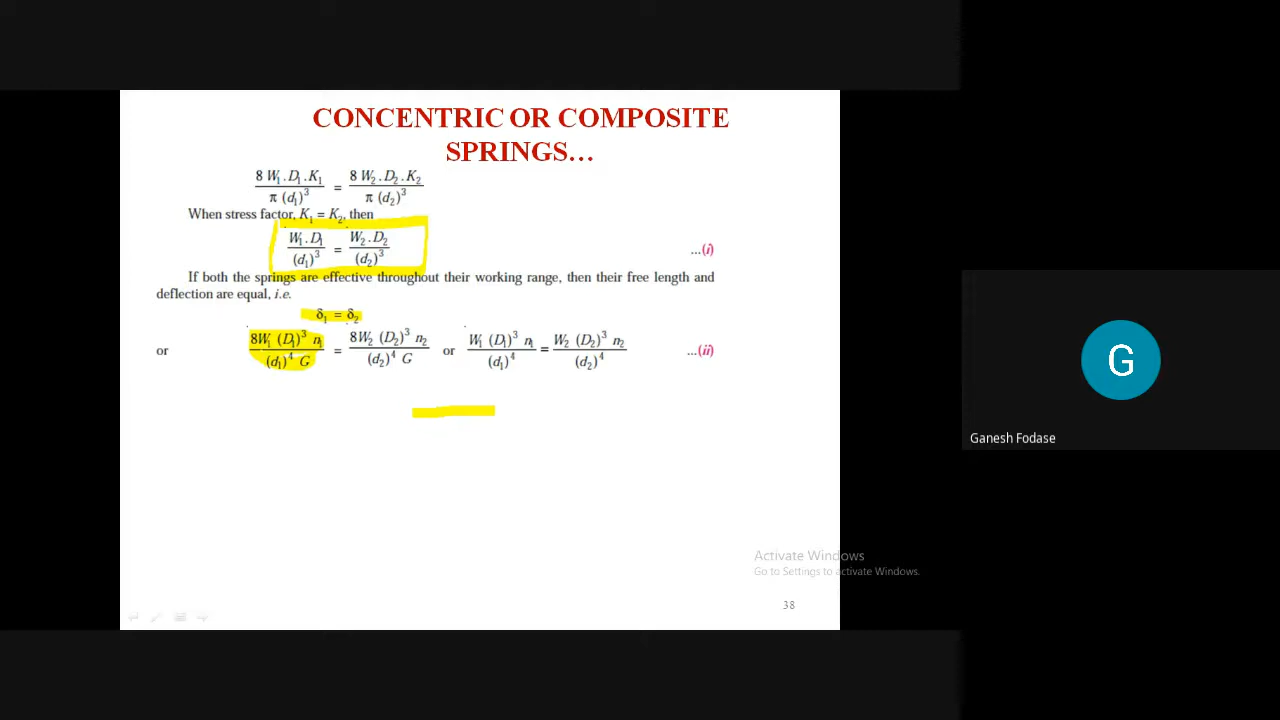 CONCENTRIC OR COMPOSITE
SPRINGS…
8 W₁ . D₁ . K₁ / π (d₁)³ = 8 W₂ . D₂ . K₂ / π (d₂)³
When stress factor, K₁ = K₂, then
W₁ . D₁ / (d₁)³ = W₂ . D₂ / (d₂)³ ...(i)
If both the springs are effective throughout their working range, then their free length and
deflection are equal, i.e.
δ₁ = δ₂
or 8W₁ (D₁)³ n₁ / (d₁)⁴ G = 8W₂ (D₂)³ n₂ / (d₂)⁴ G or W₁ (D₁)³ n₁ / (d₁)⁴ = W₂ (D₂)³ n₂ / (d₂)⁴ ...(ii)
G
Ganesh Fodase
Activate Windows
Go to Settings to activate Windows.
38